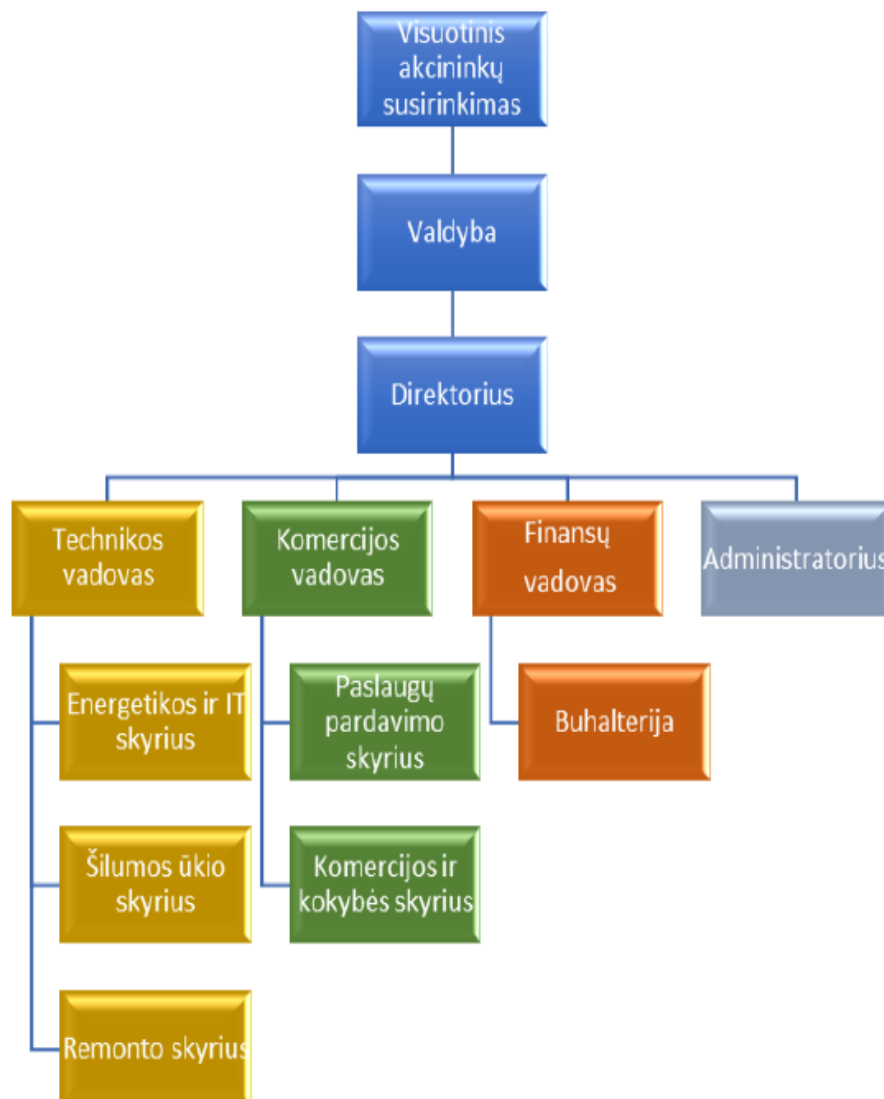 Visuotinis
akcininkų
susirinkimas
Valdyba
Direktorius
Technikos
vadovas
Komercijos
vadovas
Finansų
vadovas
Administratorius
Energetikos ir IT
skyrius
Paslaugų
pardavimo
skyrius
Buhalterija
Šilumos ūkio
skyrius
Komercijos ir
kokybės skyrius
Remonto skyrius